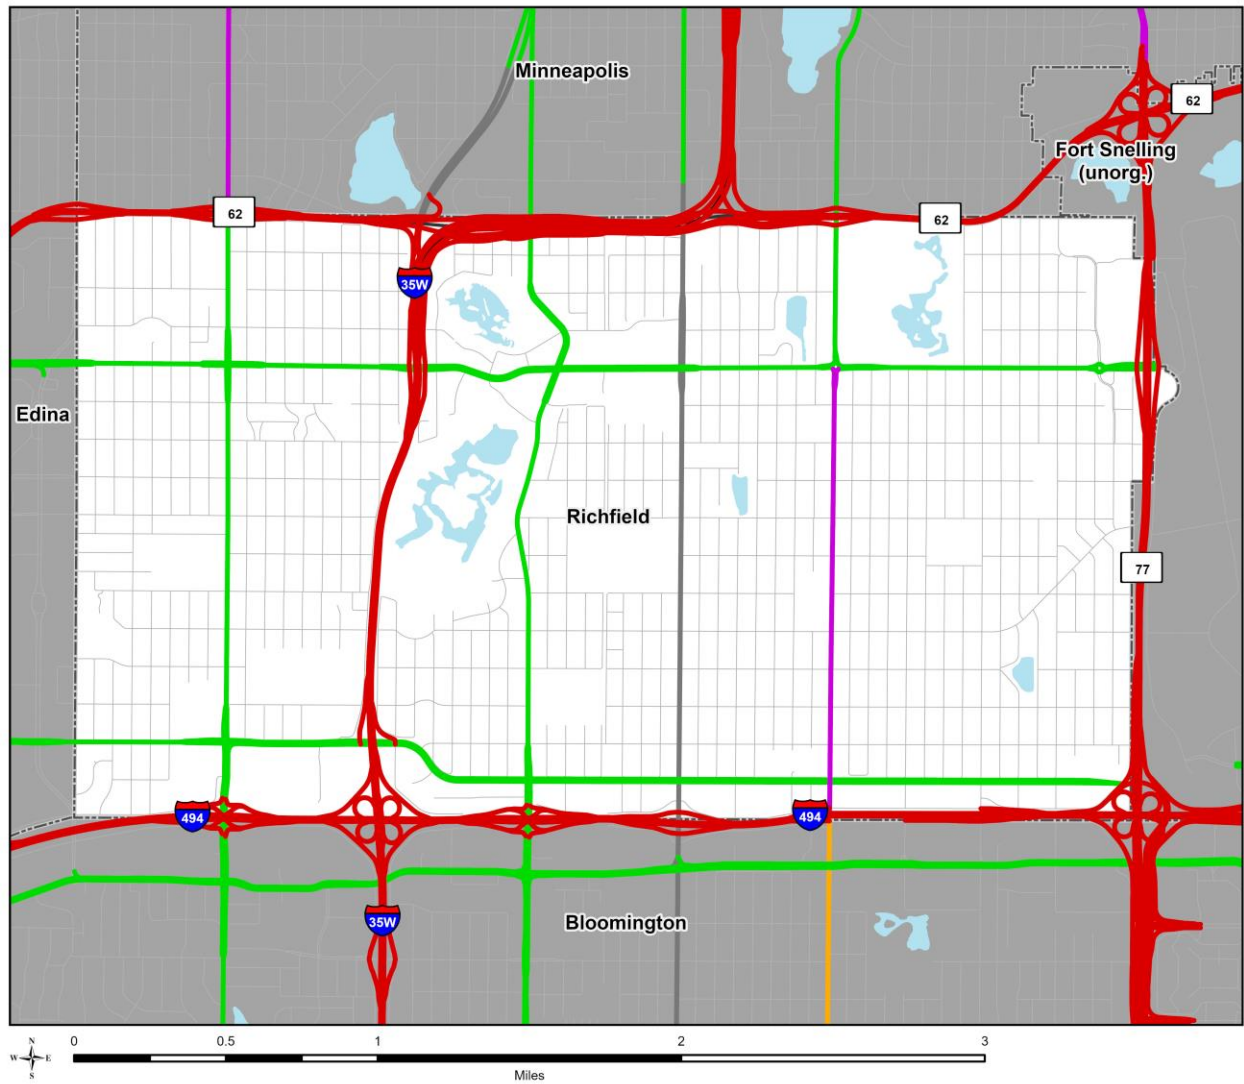 Minneapolis
62
Fort Snelling
(unorg.)
62
62
35W
Edina
Richfield
77
494
494
35W
Bloomington
N
W E
S
0 0.5 1 2 3
Miles